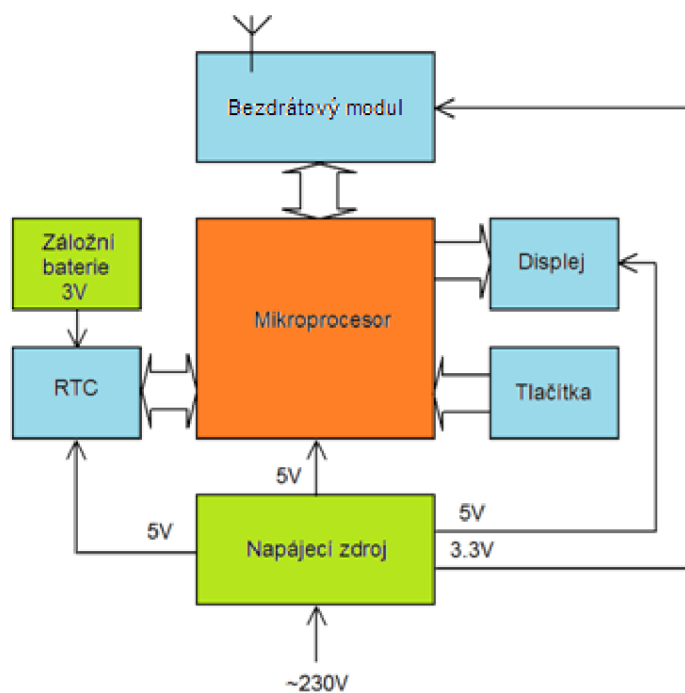 Bezdrátový modul
Záložní
baterie
3V
Displej
Mikroprocesor
RTC
Tlačítka
5V
5V
5V
Napájecí zdroj
3.3V
~230V